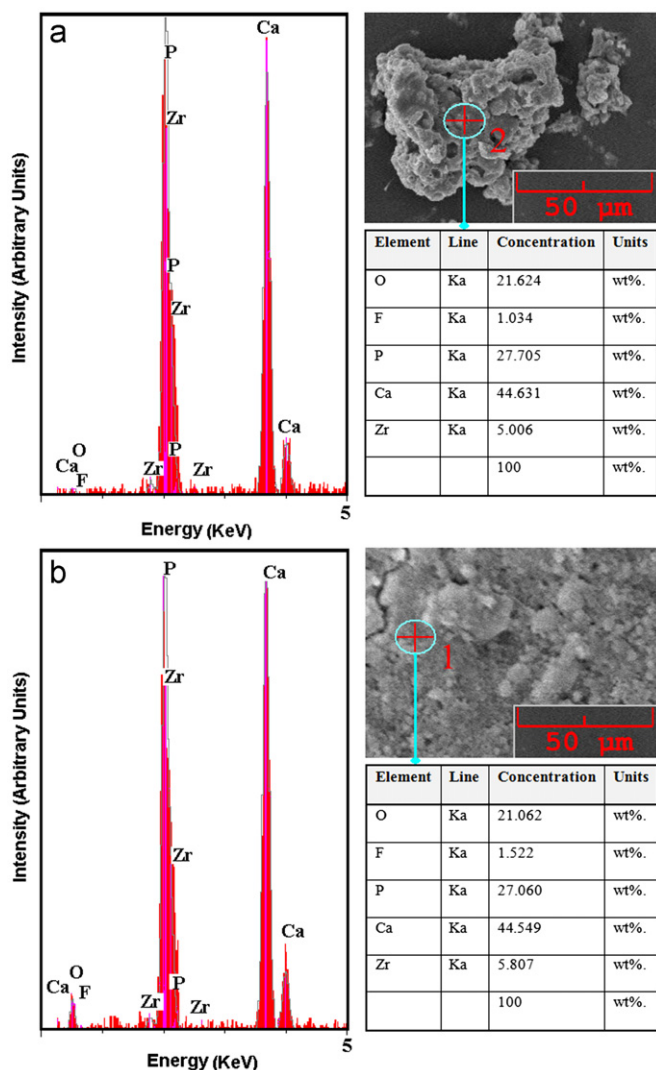 a
P
Ca
Zr
P
Zr
Ca
P
O
Ca
Zr
Zr
F
5
Energy (KeV)
Intensity (Arbitrary Units)
2
50 µm
Element Line Concentration Units
O Ka 21.624 wt%.
F Ka 1.034 wt%.
P Ka 27.705 wt%.
Ca Ka 44.631 wt%.
Zr Ka 5.006 wt%.
100 wt%.
b
P
Ca
Zr
Zr
Ca
O
P
Ca
F
Zr
Zr
5
Energy (KeV)
Intensity (Arbitrary Units)
1
50 µm
Element Line Concentration Units
O Ka 21.062 wt%.
F Ka 1.522 wt%.
P Ka 27.060 wt%.
Ca Ka 44.549 wt%.
Zr Ka 5.807 wt%.
100 wt%.